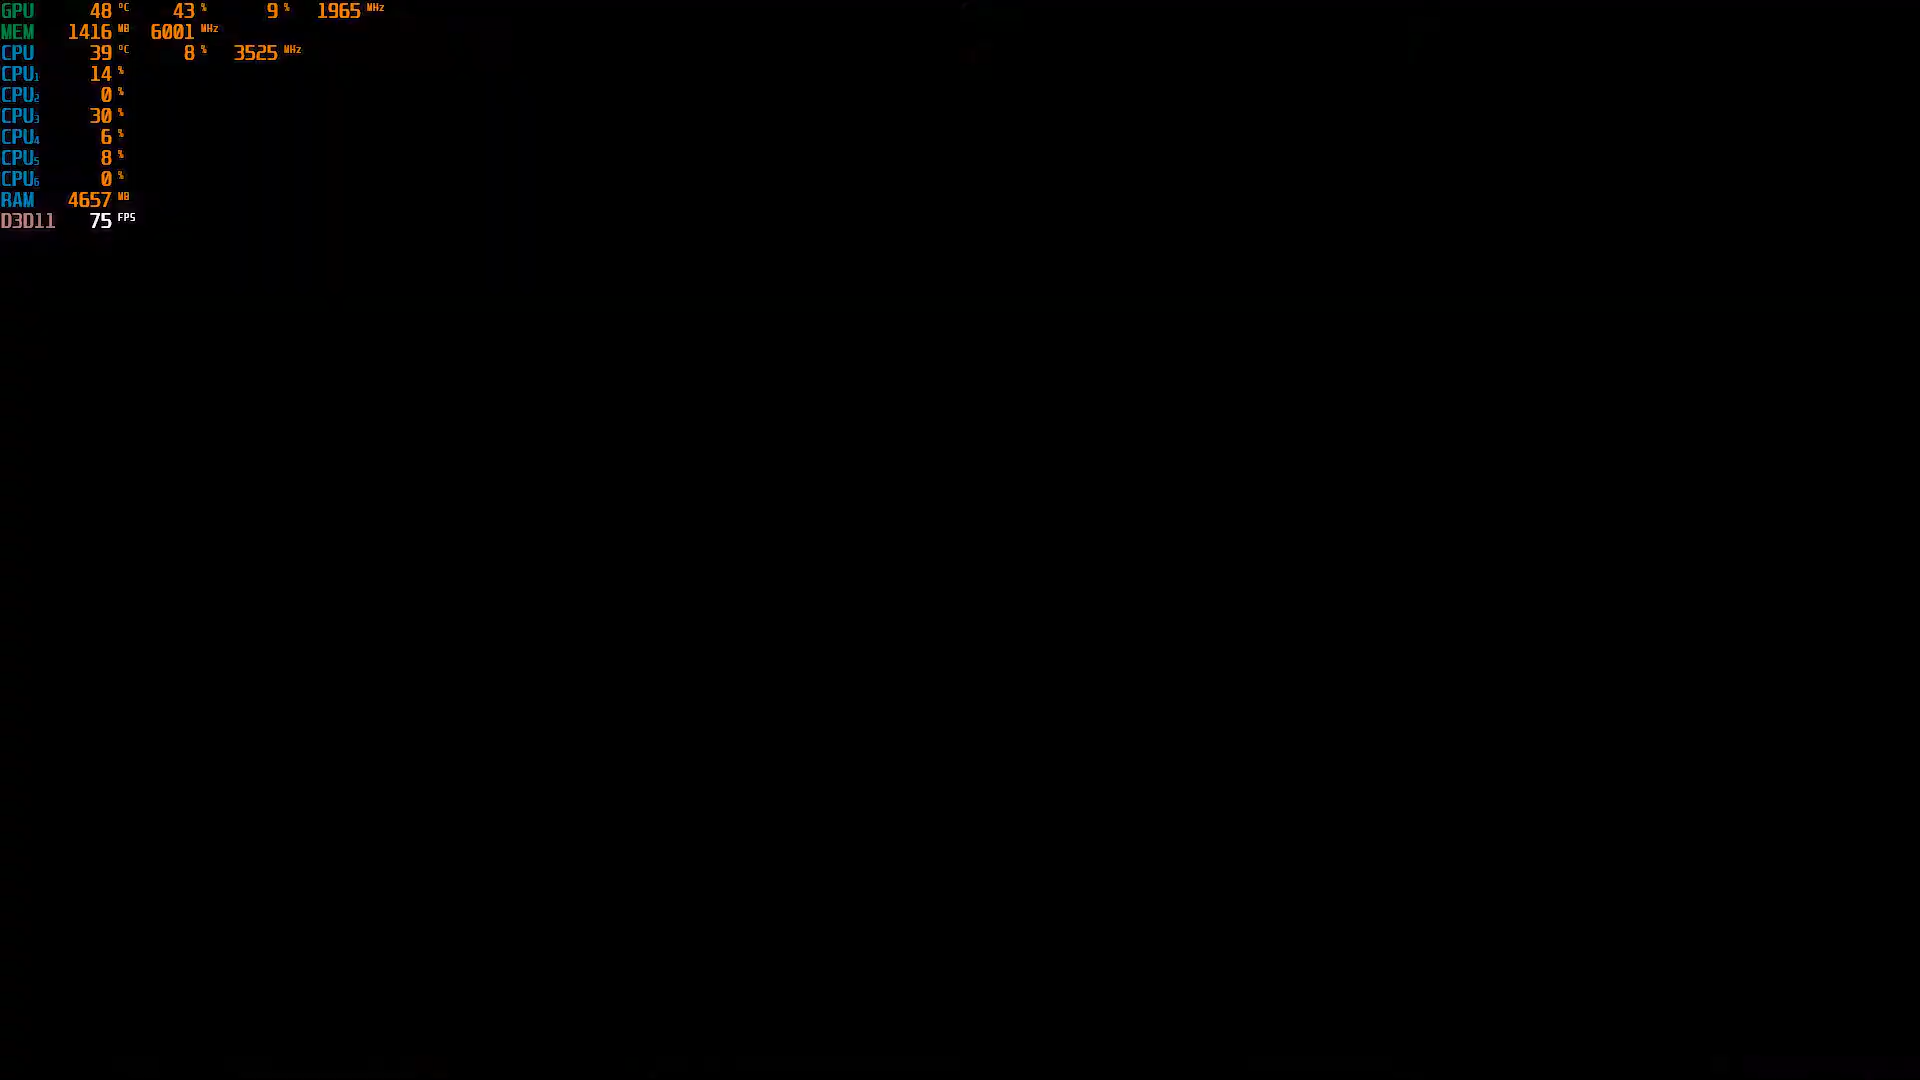 GPU 48 °C 43 % 9 % 1965 MHz
MEM 1416 MB 6001 MHz
CPU 39 °C 8 % 3525 MHz
CPU1 14 %
CPU2 0 %
CPU3 30 %
CPU4 6 %
CPU5 8 %
CPU6 0 %
RAM 4657 MB
D3D11 75 FPS